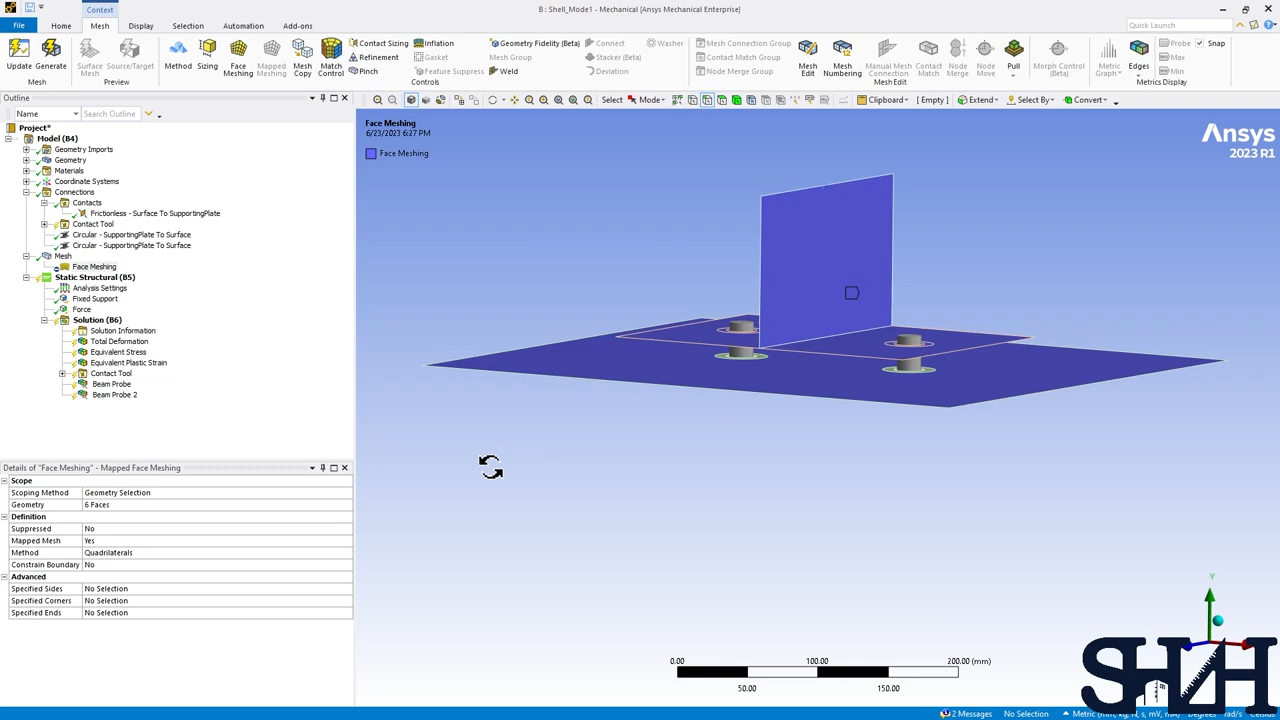 Context
B : Shell_Mode1 - Mechanical [Ansys Mechanical Enterprise]
File Home Mesh Display Selection Automation Add-ons
Quick Launch
Update Generate
Mesh
Surface Mesh Source/Target
Preview
Method Sizing Face Meshing Mapped Meshing Mesh Copy Match Control
Contact Sizing Inflation Geometry Fidelity (Beta) Connect Washer
Refinement Gasket Mesh Group Stacker (Beta)
Pinch Feature Suppress Weld Deviation
Controls
Mesh Connection Group
Contact Match Group
Node Merge Group
Mesh Edit Mesh Numbering Manual Mesh Connection Contact Match Node Merge Node Move Pull
Mesh Edit
Morph Control (Beta)
Metric Graph Edges
Probe Snap
Max
Min
Metrics Display
Outline
Name Search Outline
Select Mode Clipboard [ Empty ] Extend Select By Convert
Project*
Model (B4)
Geometry Imports
Geometry
Materials
Coordinate Systems
Connections
Contacts
Frictionless - Surface To SupportingPlate
Contact Tool
Circular - SupportingPlate To Surface
Circular - SupportingPlate To Surface
Mesh
Face Meshing
Static Structural (B5)
Analysis Settings
Fixed Support
Force
Solution (B6)
Solution Information
Total Deformation
Equivalent Stress
Equivalent Plastic Strain
Contact Tool
Beam Probe
Beam Probe 2
Face Meshing
6/23/2023 6:27 PM
Face Meshing
Ansys
2023 R1
Details of "Face Meshing" - Mapped Face Meshing
Scope
Scoping Method Geometry Selection
Geometry 6 Faces
Definition
Suppressed No
Mapped Mesh Yes
Method Quadrilaterals
Constrain Boundary No
Advanced
Specified Sides No Selection
Specified Corners No Selection
Specified Ends No Selection
Y
0.00 100.00 200.00 (mm)
50.00 150.00
2 Messages No Selection Metric (mm, kg, N, s, mV, mA) Degrees rad/s Celsius